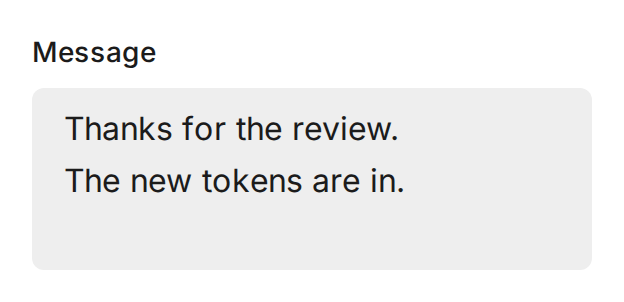 Message
Thanks for the review.
The new tokens are in.